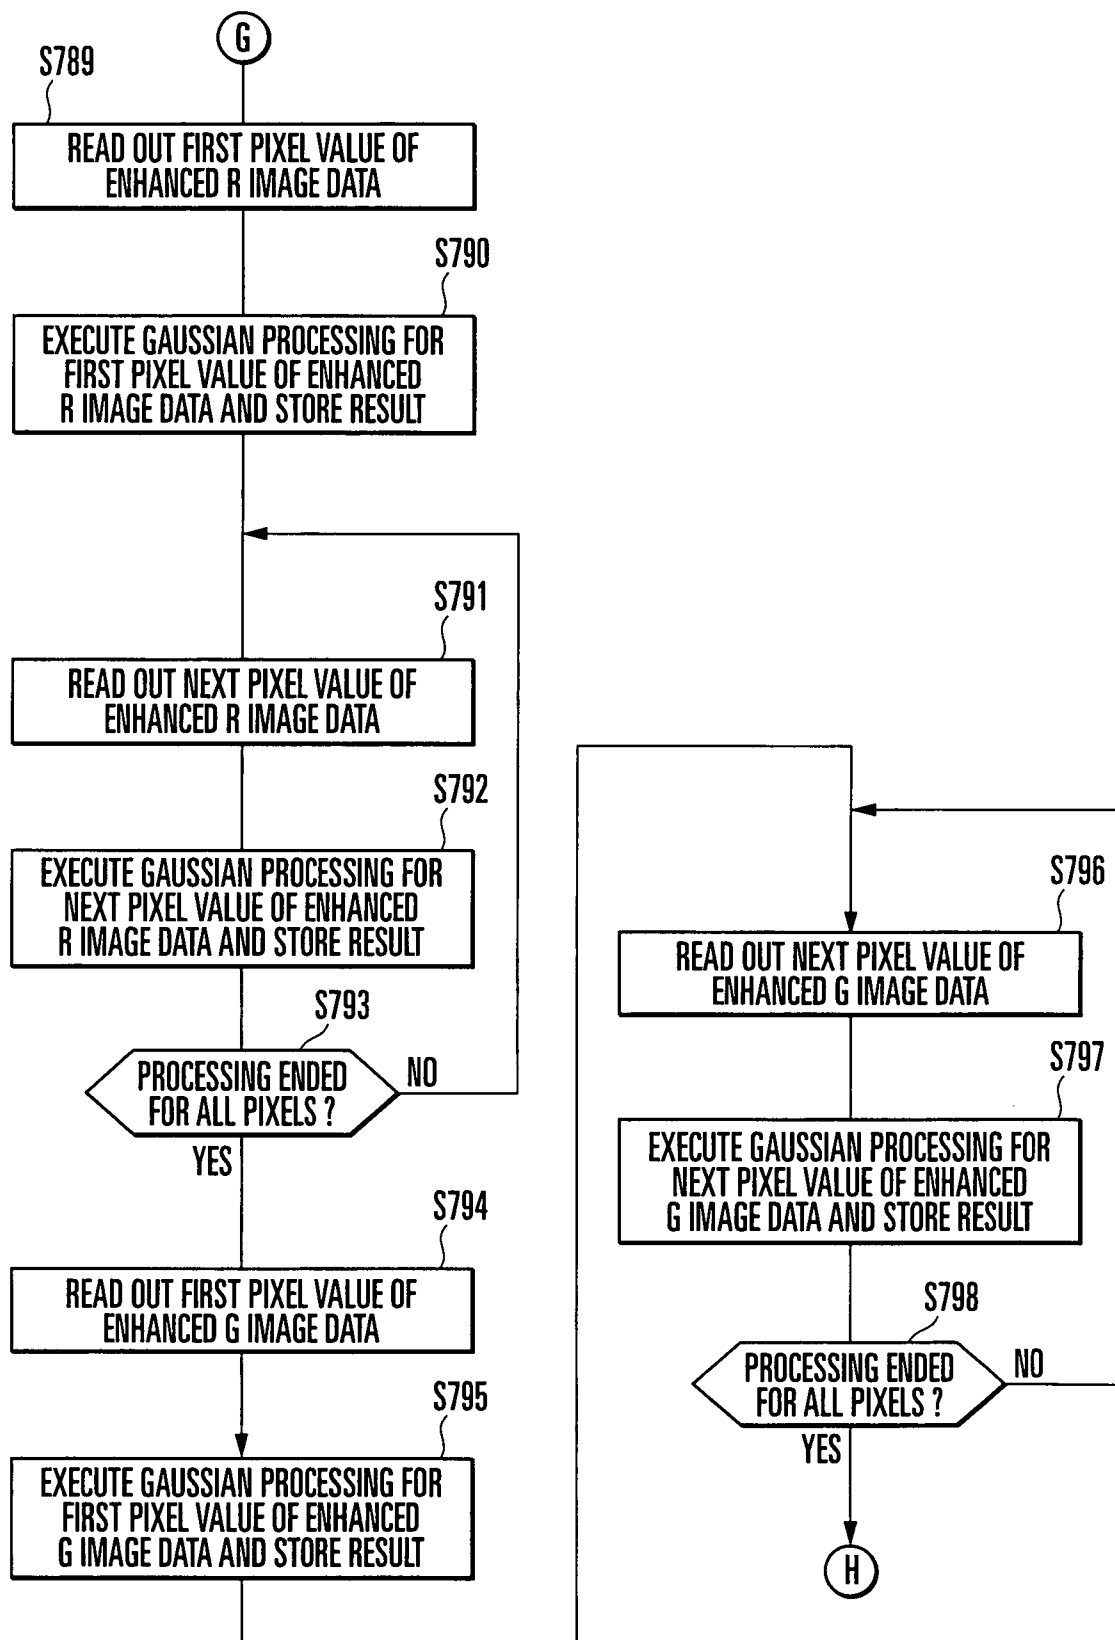 G
S789
READ OUT FIRST PIXEL VALUE OF
ENHANCED R IMAGE DATA
S790
EXECUTE GAUSSIAN PROCESSING FOR
FIRST PIXEL VALUE OF ENHANCED
R IMAGE DATA AND STORE RESULT
S791
READ OUT NEXT PIXEL VALUE OF
ENHANCED R IMAGE DATA
S792
EXECUTE GAUSSIAN PROCESSING FOR
NEXT PIXEL VALUE OF ENHANCED
R IMAGE DATA AND STORE RESULT
S793
PROCESSING ENDED
FOR ALL PIXELS ?
NO
YES
S794
READ OUT FIRST PIXEL VALUE OF
ENHANCED G IMAGE DATA
S795
EXECUTE GAUSSIAN PROCESSING FOR
FIRST PIXEL VALUE OF ENHANCED
G IMAGE DATA AND STORE RESULT
S796
READ OUT NEXT PIXEL VALUE OF
ENHANCED G IMAGE DATA
S797
EXECUTE GAUSSIAN PROCESSING FOR
NEXT PIXEL VALUE OF ENHANCED
G IMAGE DATA AND STORE RESULT
S798
PROCESSING ENDED
FOR ALL PIXELS ?
NO
YES
H